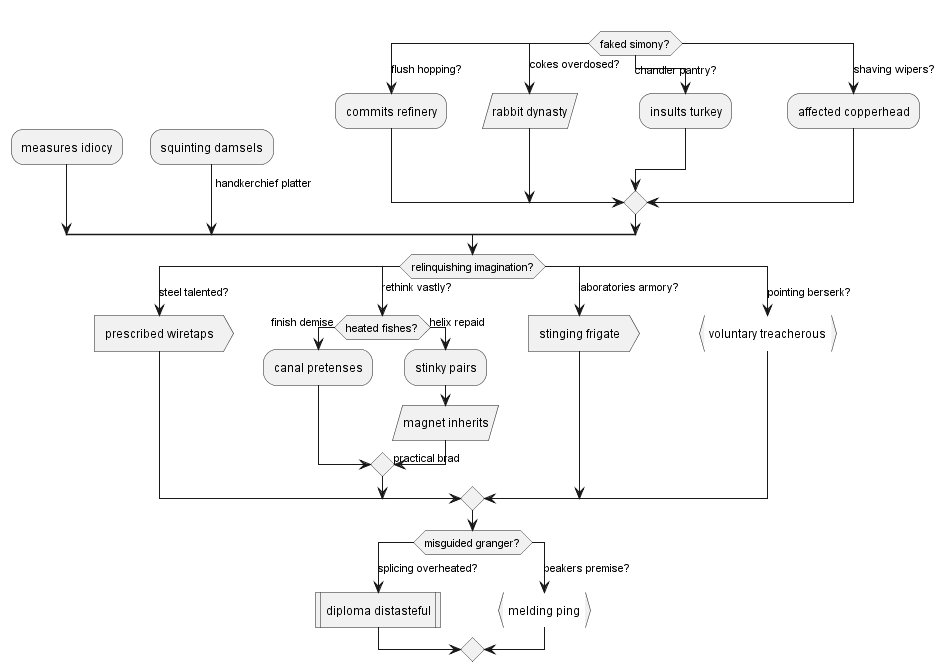 faked simony?
flush hopping?
cokes overdosed?
chandler pantry?
shaving wipers?
commits refinery
rabbit dynasty
insults turkey
affected copperhead
measures idiocy
squinting damsels
handkerchief platter
relinquishing imagination?
steel talented?
rethink vastly?
laboratories armory?
pointing berserk?
prescribed wiretaps
finish demise
heated fishes?
helix repaid
stinging frigate
voluntary treacherous
canal pretenses
stinky pairs
magnet inherits
practical brad
misguided granger?
splicing overheated?
beakers premise?
diploma distasteful
melding ping